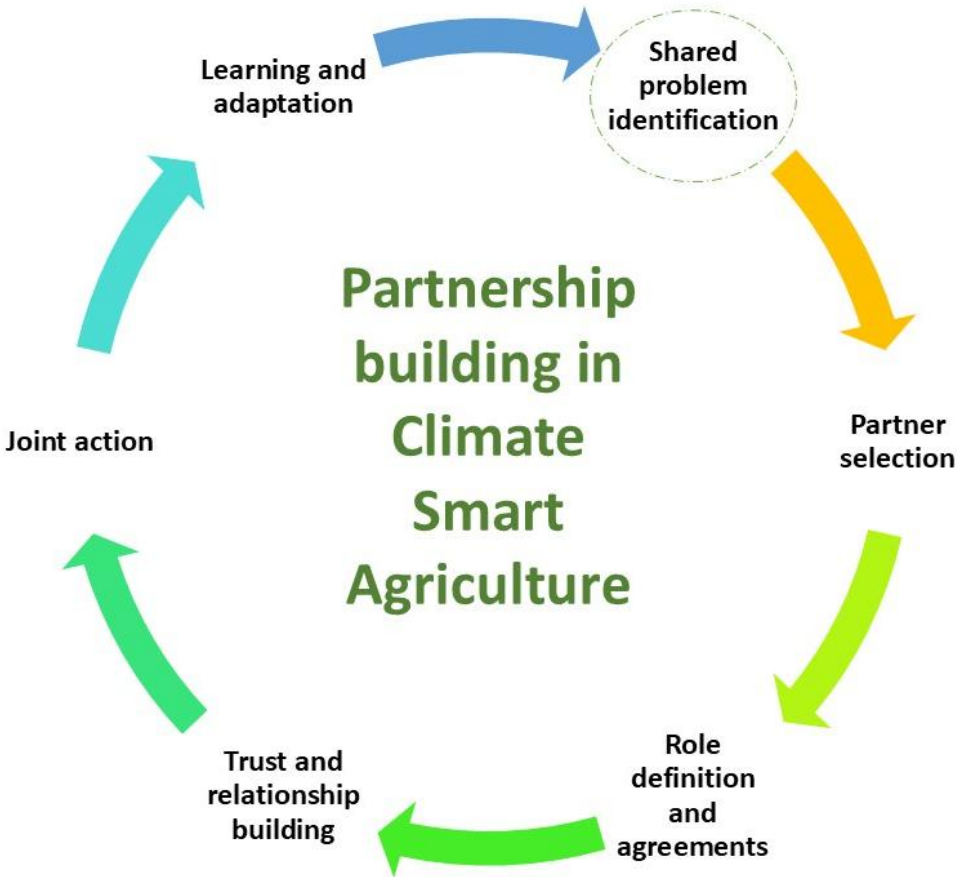 Shared
problem
identification
Partner
selection
Role
definition
and
agreements
Trust and
relationship
building
Joint action
Learning and
adaptation
Partnership
building in
Climate
Smart
Agriculture